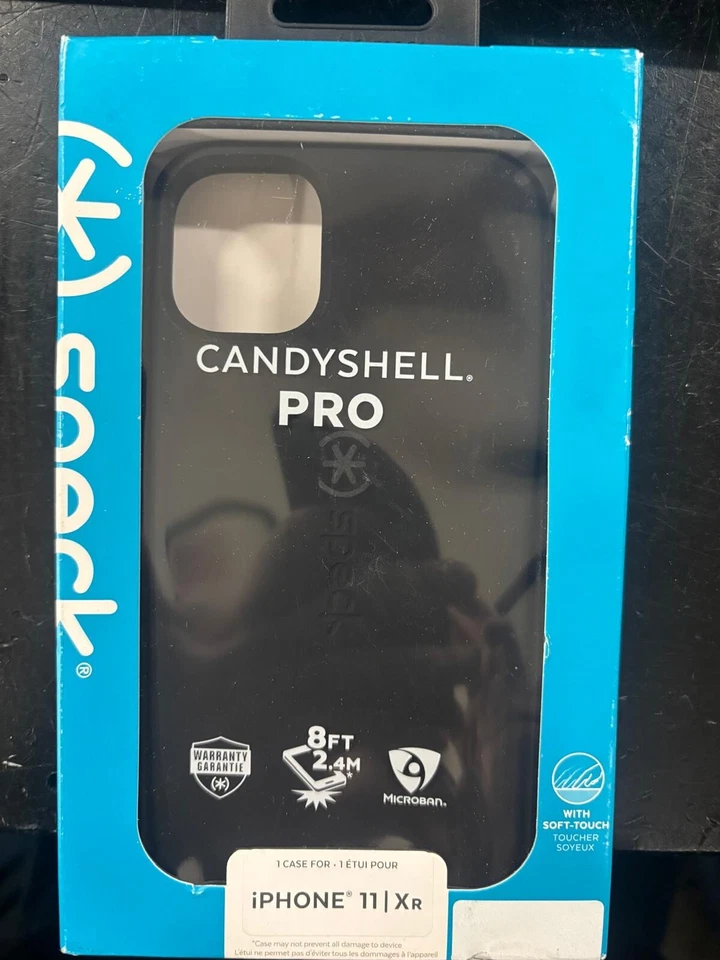 speck®
CANDYSHELL®
PRO
speck
WARRANTY
GARANTIE
8FT
2.4M*
MICROBAN®
WITH
SOFT-TOUCH
TOUCHER
SOYEUX
1 CASE FOR • 1 ÉTUI POUR
iPHONE® 11 | XR
*Case may not prevent all damage to device
L'étui ne permet pas d'éviter tous les dommages à l'appareil